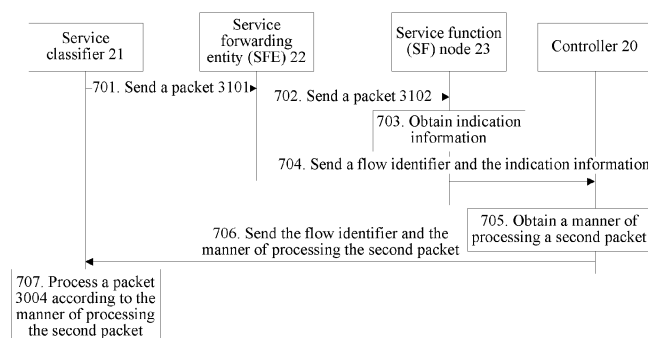 Service
classifier 21
Service
forwarding
entity (SFE) 22
Service function
(SF) node 23
Controller 20
701. Send a packet 3101
702. Send a packet 3102
703. Obtain indication
information
704. Send a flow identifier and the indication information
705. Obtain a manner of
processing a second packet
706. Send the flow identifier and the
manner of processing the second packet
707. Process a packet
3004 according to the
manner of processing
the second packet